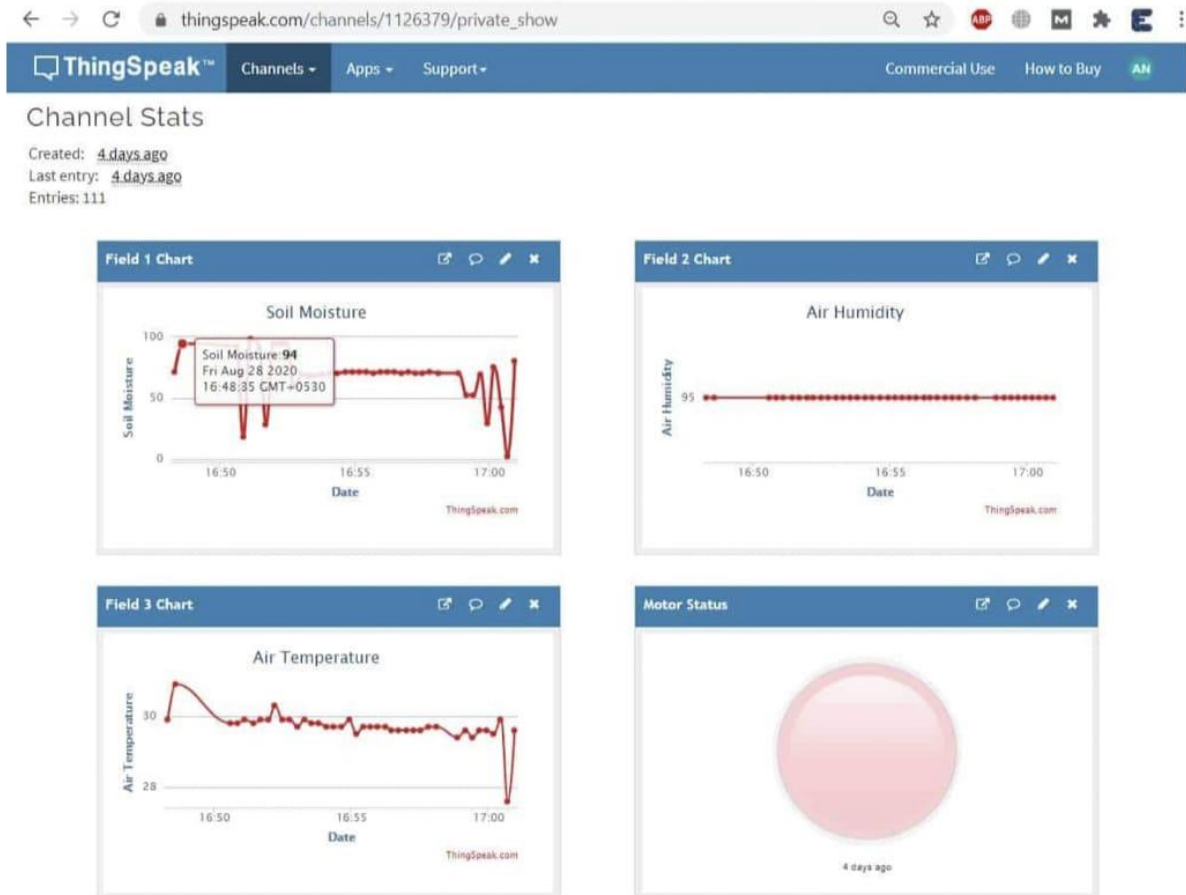 thingspeak.com/channels/1126379/private_show
ABP
M
E
ThingSpeak™ Channels Apps Support Commercial Use How to Buy AN
Channel Stats
Created: 4 days ago
Last entry: 4 days ago
Entries: 111
Field 1 Chart
Soil Moisture
Soil Moisture
100
50
0
Soil Moisture: 94
Fri Aug 28 2020
16:48:35 GMT+0530
16:50 16:55 17:00
Date
ThingSpeak.com
Field 2 Chart
Air Humidity
Air Humidity
95
16:50 16:55 17:00
Date
ThingSpeak.com
Field 3 Chart
Air Temperature
Air Temperature
30
28
16:50 16:55 17:00
Date
ThingSpeak.com
Motor Status
4 days ago